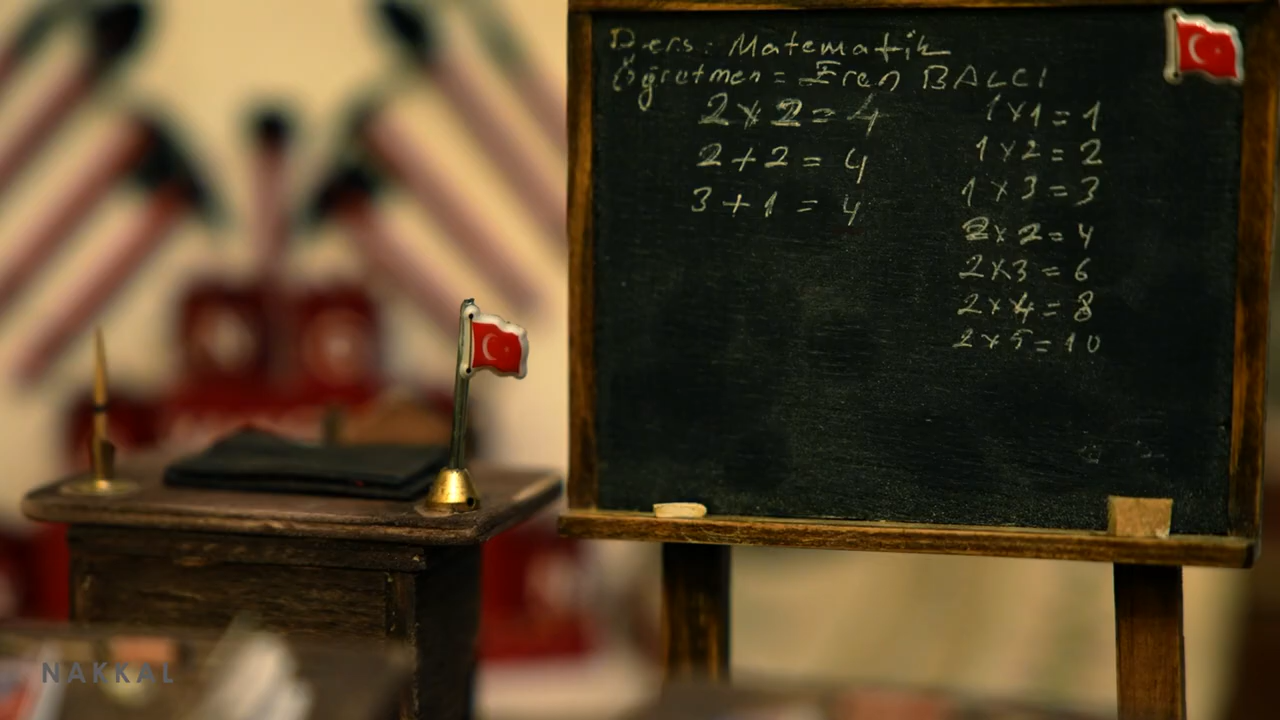 Ders: Matematik
Öğretmen = Eren BALCI
2x2=4
2+2=4
3+1=4
1x1=1
1x2=2
1x3=3
2x2=4
2x3=6
2x4=8
2x5=10
NAKKAL